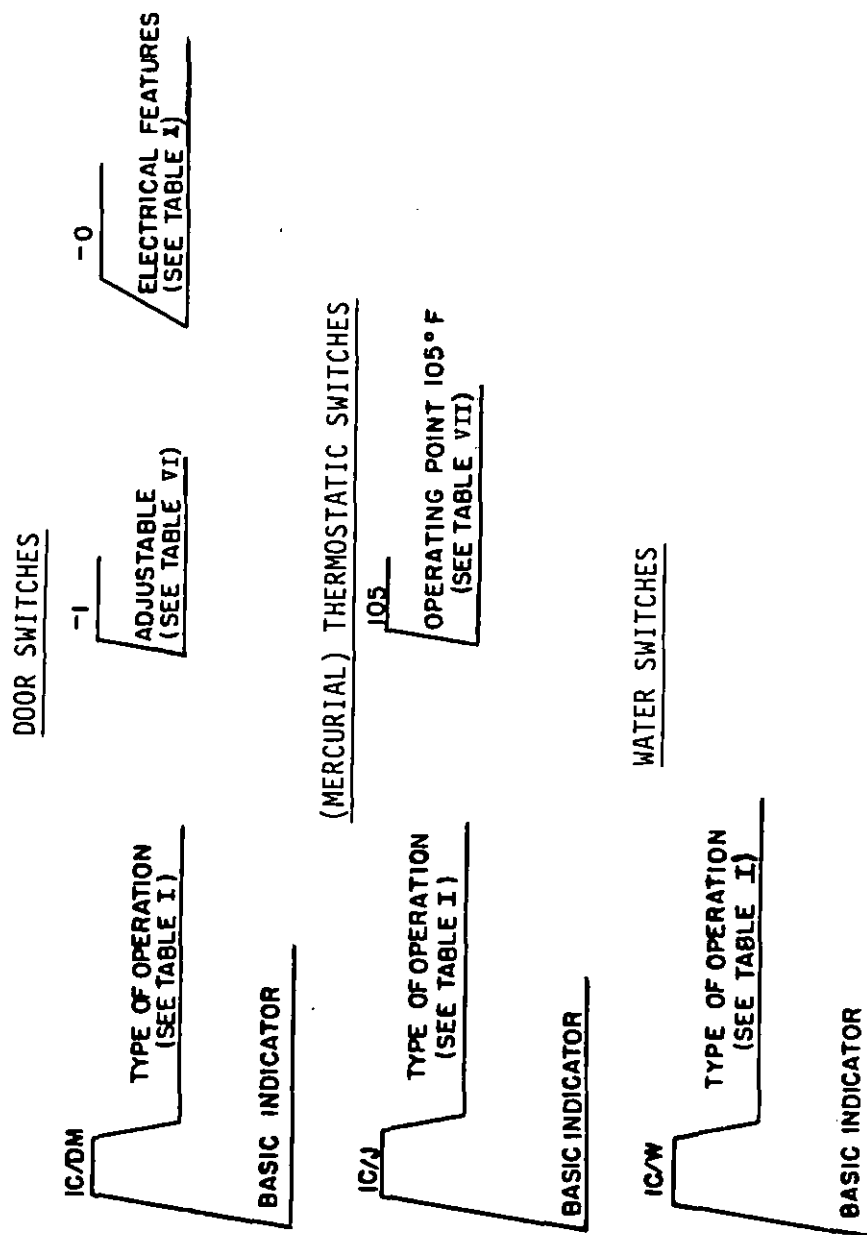 DOOR SWITCHES
IC/DM
-1
-0
TYPE OF OPERATION
(SEE TABLE I)
ADJUSTABLE
(SEE TABLE VI)
ELECTRICAL FEATURES
(SEE TABLE X)
BASIC INDICATOR
(MERCURIAL) THERMOSTATIC SWITCHES
IC/J
105
TYPE OF OPERATION
(SEE TABLE I)
OPERATING POINT 105°F
(SEE TABLE VII)
BASIC INDICATOR
WATER SWITCHES
IC/W
TYPE OF OPERATION
(SEE TABLE I)
BASIC INDICATOR